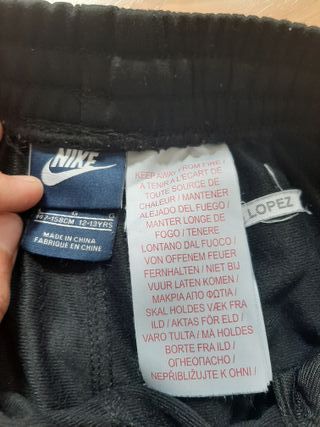 NIKE
G G
147-158CM 12-13YRS
MADE IN CHINA
FABRIQUE EN CHINE
KEEP AWAY FROM FIRE /
A TENIR A L'ÉCART DE
TOUTE SOURCE DE
CHALEUR / MANTENER
ALEJADO DEL FUEGO /
MANTER LONGE DE
FOGO / TENERE
LONTANO DAL FUOCO /
VON OFFENEM FEUER
FERNHALTEN / NIET BIJ
VUUR LATEN KOMEN /
ΜΑΚΡΙΑ ΑΠΟ ΦΩΤΙΑ /
SKAL HOLDES VÆK FRA
ILD / AKTAS FÖR ELD /
VARO TULTA / MÅ HOLDES
BORTE FRA ILD /
ОГНЕОПАСНО /
NEPŘIBLIŽUJTE K OHNI /
LOPEZ